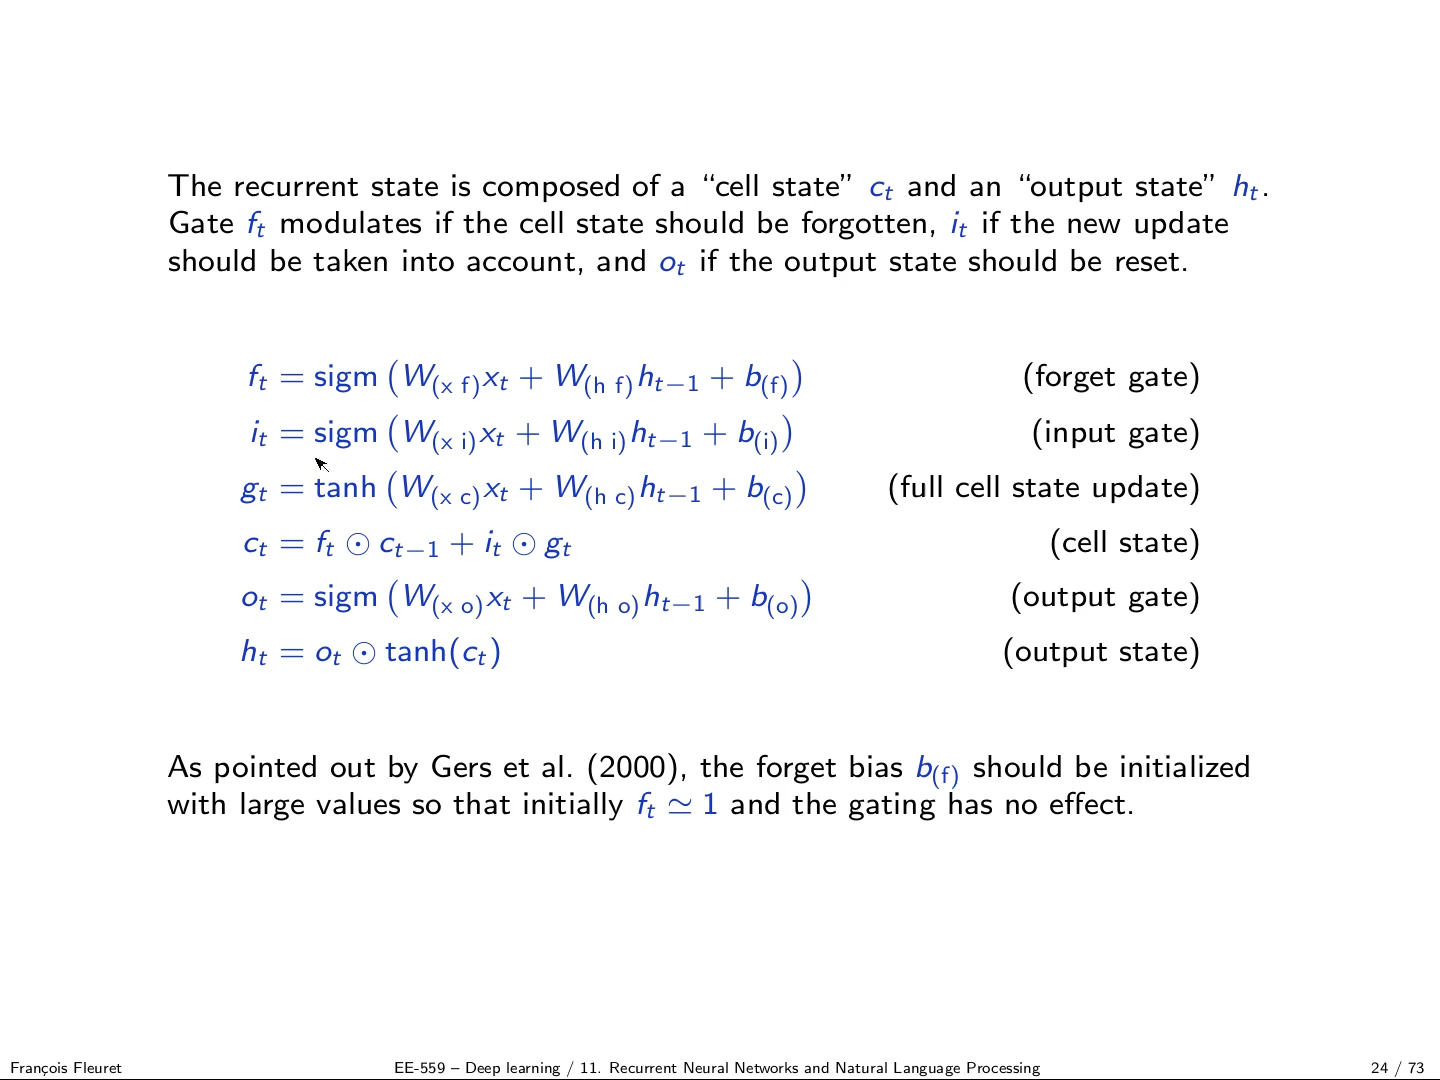 The recurrent state is composed of a “cell state” c_t and an “output state” h_t.
Gate f_t modulates if the cell state should be forgotten, i_t if the new update
should be taken into account, and o_t if the output state should be reset.
f_t = sigm (W_(x f) x_t + W_(h f) h_{t−1} + b_(f)) (forget gate)
i_t = sigm (W_(x i) x_t + W_(h i) h_{t−1} + b_(i)) (input gate)
g_t = tanh (W_(x c) x_t + W_(h c) h_{t−1} + b_(c)) (full cell state update)
c_t = f_t ⊙ c_{t−1} + i_t ⊙ g_t (cell state)
o_t = sigm (W_(x o) x_t + W_(h o) h_{t−1} + b_(o)) (output gate)
h_t = o_t ⊙ tanh(c_t) (output state)
As pointed out by Gers et al. (2000), the forget bias b_(f) should be initialized
with large values so that initially f_t ≃ 1 and the gating has no effect.
François Fleuret EE-559 – Deep learning / 11. Recurrent Neural Networks and Natural Language Processing 24 / 73